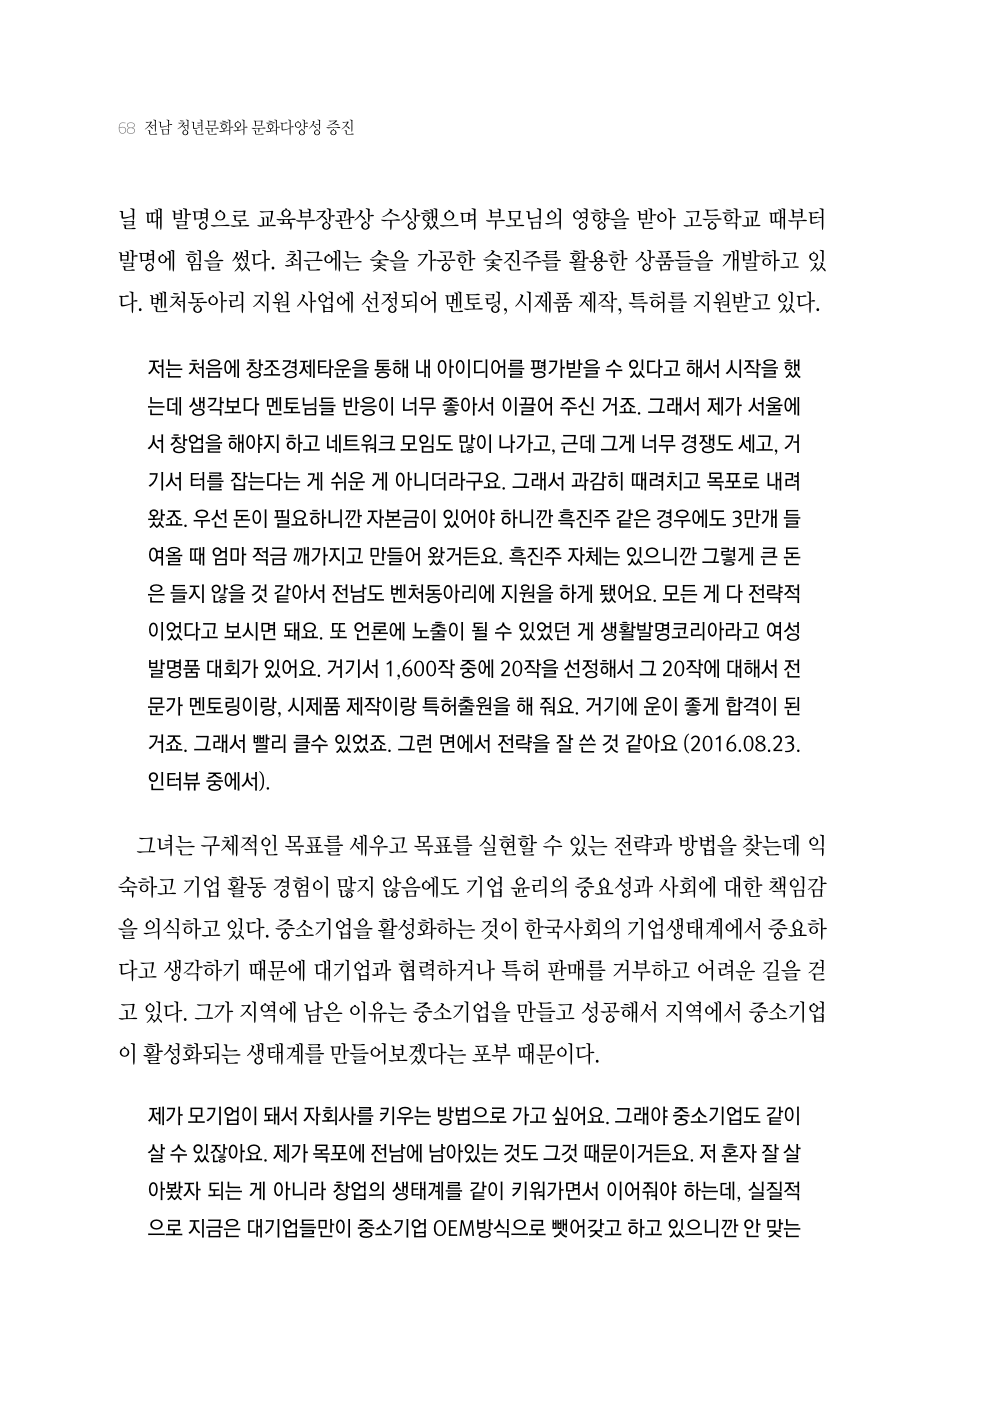 68 전남 청년문화와 문화다양성 증진
닐 때 발명으로 교육부장관상 수상했으며 부모님의 영향을 받아 고등학교 때부터
발명에 힘을 썼다. 최근에는 숯을 가공한 숯진주를 활용한 상품들을 개발하고 있
다. 벤처동아리 지원 사업에 선정되어 멘토링, 시제품 제작, 특허를 지원받고 있다.
저는 처음에 창조경제타운을 통해 내 아이디어를 평가받을 수 있다고 해서 시작을 했
는데 생각보다 멘토님들 반응이 너무 좋아서 이끌어 주신 거죠. 그래서 제가 서울에
서 창업을 해야지 하고 네트워크 모임도 많이 나가고, 근데 그게 너무 경쟁도 세고, 거
기서 터를 잡는다는 게 쉬운 게 아니더라구요. 그래서 과감히 때려치고 목포로 내려
왔죠. 우선 돈이 필요하니깐 자본금이 있어야 하니깐 흑진주 같은 경우에도 3만개 들
여올 때 엄마 적금 깨가지고 만들어 왔거든요. 흑진주 자체는 있으니깐 그렇게 큰 돈
은 들지 않을 것 같아서 전남도 벤처동아리에 지원을 하게 됐어요. 모든 게 다 전략적
이었다고 보시면 돼요. 또 언론에 노출이 될 수 있었던 게 생활발명코리아라고 여성
발명품 대회가 있어요. 거기서 1,600작 중에 20작을 선정해서 그 20작에 대해서 전
문가 멘토링이랑, 시제품 제작이랑 특허출원을 해 줘요. 거기에 운이 좋게 합격이 된
거죠. 그래서 빨리 클수 있었죠. 그런 면에서 전략을 잘 쓴 것 같아요 (2016.08.23.
인터뷰 중에서).
그녀는 구체적인 목표를 세우고 목표를 실현할 수 있는 전략과 방법을 찾는데 익
숙하고 기업 활동 경험이 많지 않음에도 기업 윤리의 중요성과 사회에 대한 책임감
을 의식하고 있다. 중소기업을 활성화하는 것이 한국사회의 기업생태계에서 중요하
다고 생각하기 때문에 대기업과 협력하거나 특허 판매를 거부하고 어려운 길을 걷
고 있다. 그가 지역에 남은 이유는 중소기업을 만들고 성공해서 지역에서 중소기업
이 활성화되는 생태계를 만들어보겠다는 포부 때문이다.
제가 모기업이 돼서 자회사를 키우는 방법으로 가고 싶어요. 그래야 중소기업도 같이
살 수 있잖아요. 제가 목포에 전남에 남아있는 것도 그것 때문이거든요. 저 혼자 잘 살
아봤자 되는 게 아니라 창업의 생태계를 같이 키워가면서 이어줘야 하는데, 실질적
으로 지금은 대기업들만이 중소기업 OEM방식으로 뺏어갖고 하고 있으니깐 안 맞는